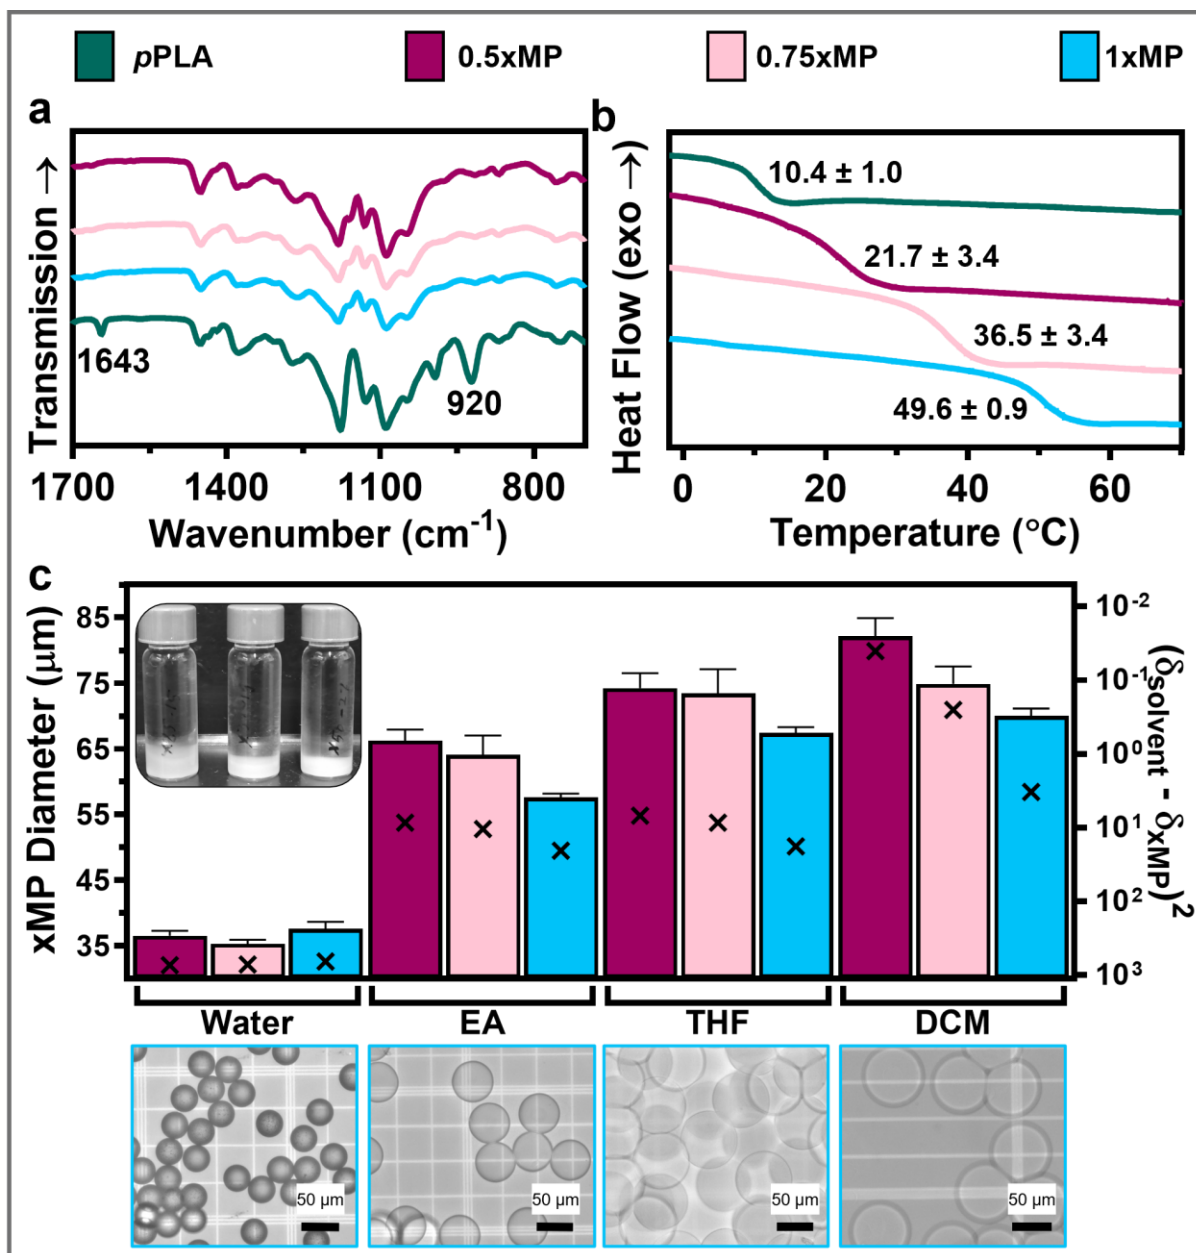 pPLA 0.5xMP 0.75xMP 1xMP
a
Transmission →
1643
920
1700 1400 1100 800
Wavenumber (cm⁻¹)
b
Heat Flow (exo →)
10.4 ± 1.0
21.7 ± 3.4
36.5 ± 3.4
49.6 ± 0.9
0 20 40 60
Temperature (°C)
c
xMP Diameter (μm)
85
75
65
55
45
35
10⁻²
10⁻¹
10⁰
10¹
10²
10³
(δsolvent - δxMP)²
Water EA THF DCM
50 μm 50 μm 50 μm 50 μm